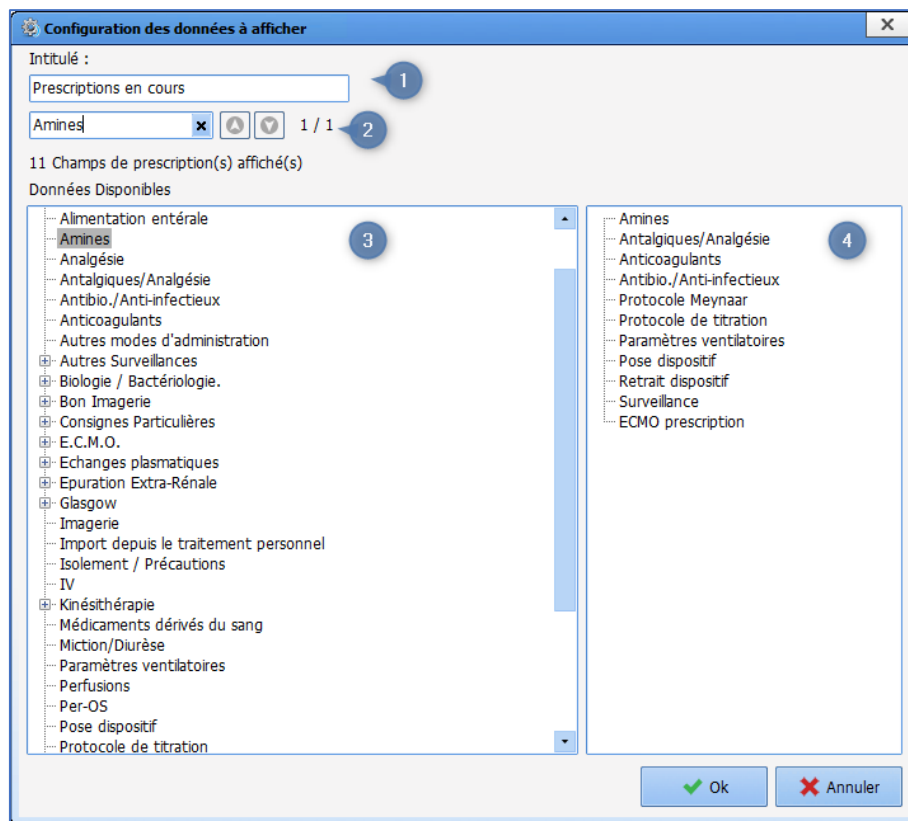 Configuration des données à afficher
Intitulé :
Prescriptions en cours
1
Amines
1 / 1
2
11 Champs de prescription(s) affiché(s)
Données Disponibles
Alimentation entérale
Amines
Analgésie
Antalgiques/Analgésie
Antibio./Anti-infectieux
Anticoagulants
Autres modes d'administration
Autres Surveillances
Biologie / Bactériologie.
Bon Imagerie
Consignes Particulières
E.C.M.O.
Echanges plasmatiques
Epuration Extra-Rénale
Glasgow
Imagerie
Import depuis le traitement personnel
Isolement / Précautions
IV
Kinésithérapie
Médicaments dérivés du sang
Miction/Diurèse
Paramètres ventilatoires
Perfusions
Per-OS
Pose dispositif
Protocole de titration
3
Amines
Antalgiques/Analgésie
Anticoagulants
Antibio./Anti-infectieux
Protocole Meynaar
Protocole de titration
Paramètres ventilatoires
Pose dispositif
Retrait dispositif
Surveillance
ECMO prescription
4
Ok
Annuler